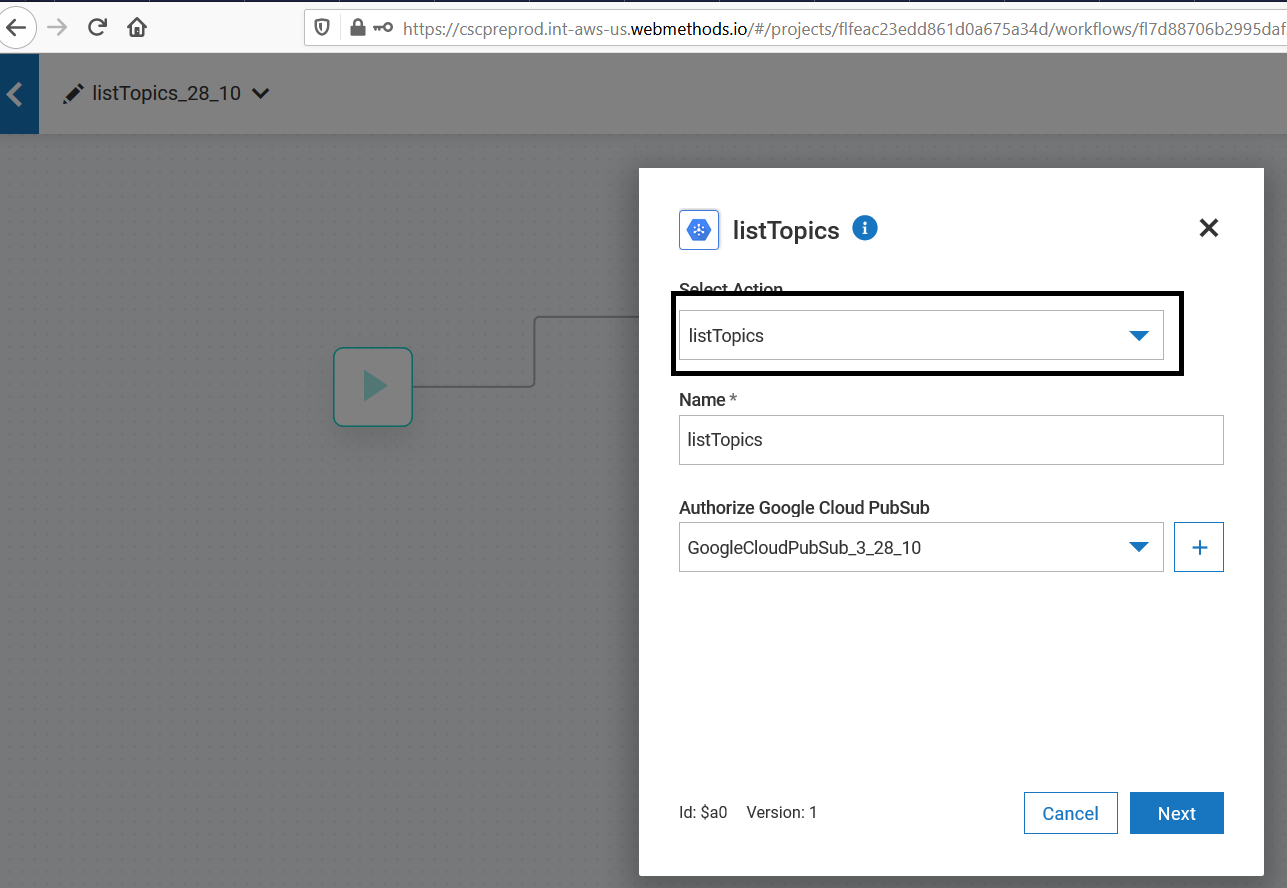 https://cscpreprod.int-aws-us.webmethods.io/#/projects/flfeac23edd861d0a675a34d/workflows/fl7d88706b2995daf
listTopics_28_10
listTopics
Select Action
listTopics
Name *
listTopics
Authorize Google Cloud PubSub
GoogleCloudPubSub_3_28_10
+
Id: $a0 Version: 1
Cancel
Next